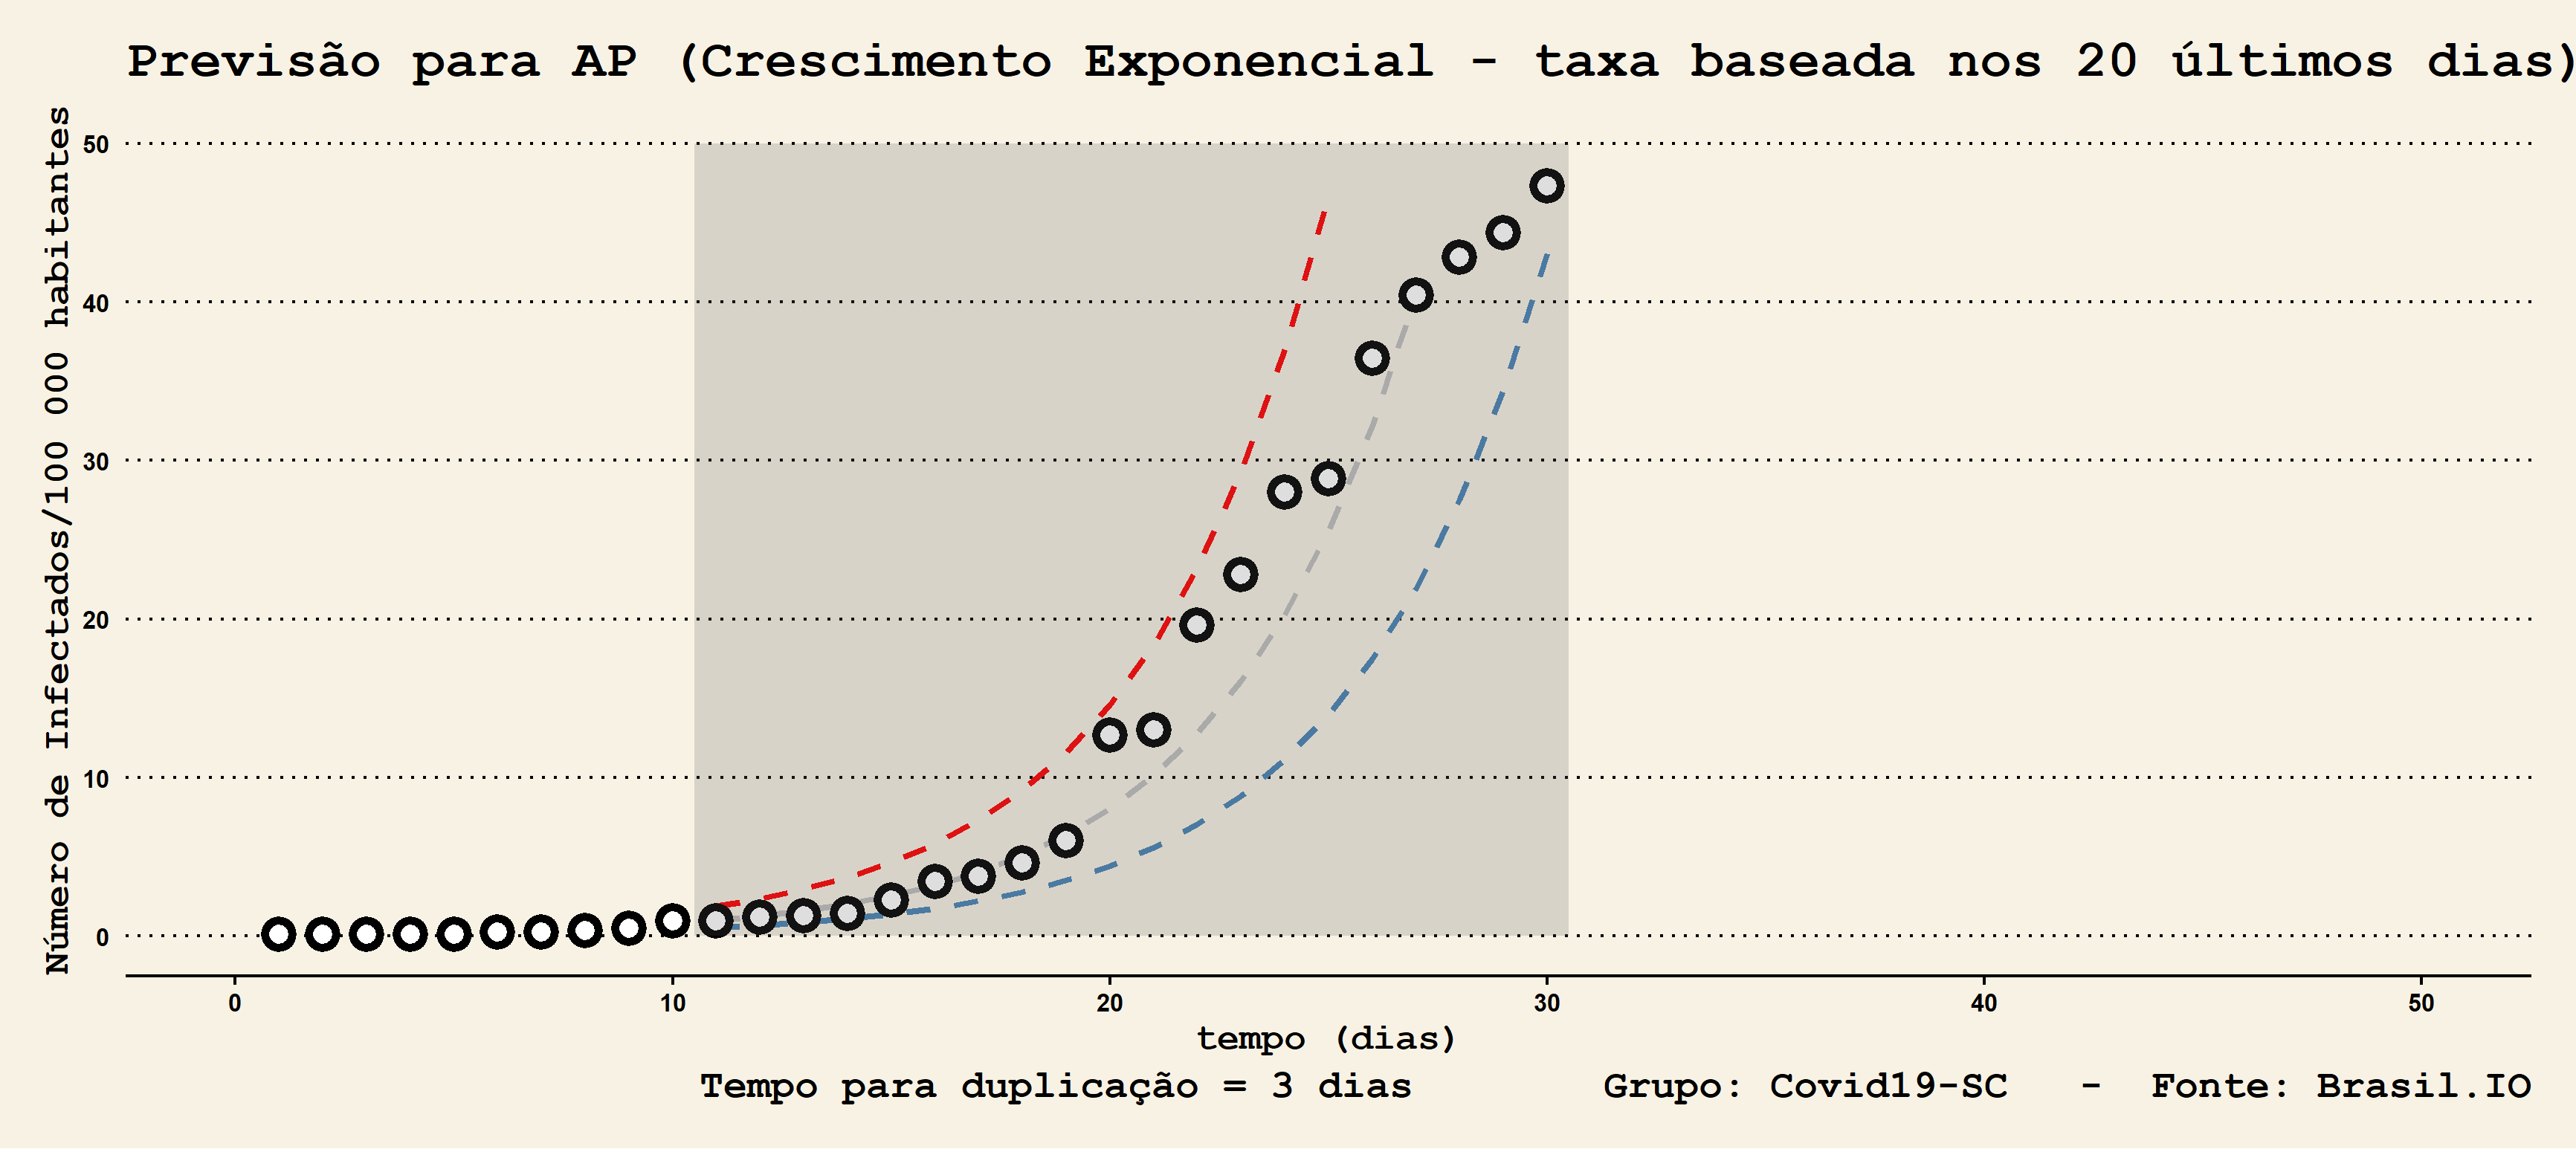 Previsão para AP (Crescimento Exponencial - taxa baseada nos 20 últimos dias)
Número de Infectados/100 000 habitantes
50
40
30
20
10
0
0 10 20 30 40 50
tempo (dias)
Tempo para duplicação = 3 dias Grupo: Covid19-SC - Fonte: Brasil.IO